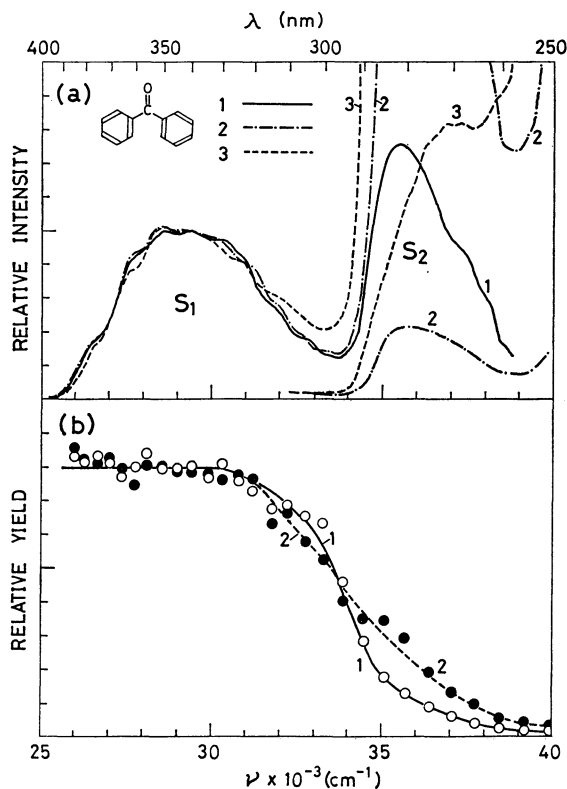 λ (nm)
400 350 300 250
(a)
O
C
1
2
3
3 2
2
3
S1
S2
1
2
RELATIVE INTENSITY
(b)
1
2
1
2
RELATIVE YIELD
25 30 35 40
ν × 10⁻³ (cm⁻¹)